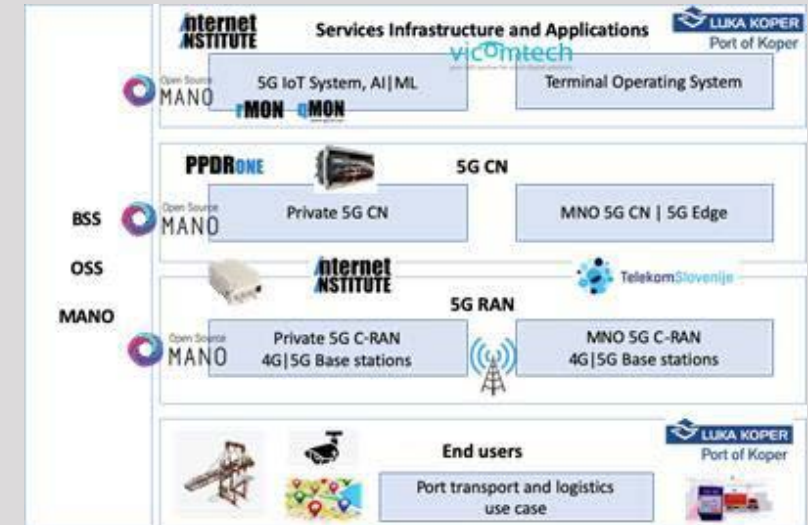 BSS
OSS
MANO
internet
INSTITUTE
Services Infrastructure and Applications
LUKA KOPER
Port of Koper
vicomtech
Open Source
MANO
5G IoT System, AI|ML
Terminal Operating System
rMON qMON
PPDRONE
5G CN
Open Source
MANO
Private 5G CN
MNO 5G CN | 5G Edge
internet
INSTITUTE
TelekomSlovenije
5G RAN
Open Source
MANO
Private 5G C-RAN
4G|5G Base stations
MNO 5G C-RAN
4G|5G Base stations
End users
LUKA KOPER
Port of Koper
Port transport and logistics
use case